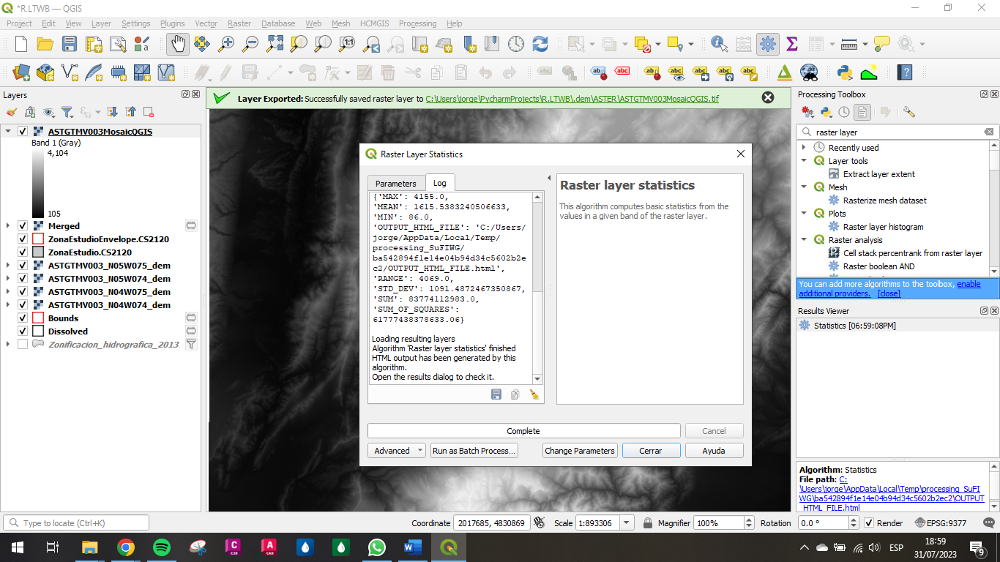 *R.LTWB — QGIS
Project Edit View Layer Settings Plugins Vector Raster Database Web Mesh HCMGIS Processing Help
Layers
ASTGTMV003MosaicQGIS
Band 1 (Gray)
4,104
105
Merged
ZonaEstudioEnvelope.CS2120
ZonaEstudio.CS2120
ASTGTMV003_N05W075_dem
ASTGTMV003_N05W074_dem
ASTGTMV003_N04W075_dem
ASTGTMV003_N04W074_dem
Bounds
Dissolved
Zonificacion_hidrografica_2013
Layer Exported: Successfully saved raster layer to C:\Users\jorge\PycharmProjects\R.LTWB\.dem\ASTER\ASTGTMV003MosaicQGIS.tif
Raster Layer Statistics
Parameters Log
{'MAX': 4155.0,
'MEAN': 1615.5383240506633,
'MIN': 86.0,
'OUTPUT_HTML_FILE': 'C:/Users/
jorge/AppData/Local/Temp/
processing_SuFIWG/
ba542894f1e14e04b94d34c5602b2e
c2/OUTPUT_HTML_FILE.html',
'RANGE': 4069.0,
'STD_DEV': 1091.4872467350867,
'SUM': 83774112983.0,
'SUM_OF_SQUARES':
61777438378633.06}
Loading resulting layers
Algorithm 'Raster layer statistics' finished
HTML output has been generated by this
algorithm.
Open the results dialog to check it.
Raster layer statistics
This algorithm computes basic statistics from the
values in a given band of the raster layer.
Complete
Cancel
Advanced
Run as Batch Process...
Change Parameters
Cerrar
Ayuda
Processing Toolbox
raster layer
Recently used
Layer tools
Extract layer extent
Mesh
Rasterize mesh dataset
Plots
Raster layer histogram
Raster analysis
Cell stack percentrank from raster layer
Raster boolean AND
You can add more algorithms to the toolbox, enable
additional providers. [close]
Results Viewer
Statistics [06:59:08PM]
Algorithm: Statistics
File path: C:
\Users\jorge\AppData\Local\Temp\processing_SuFI
WG\ba542894f1e14e04b94d34c5602b2ec2\OUTPUT
_HTML_FILE.html
Type to locate (Ctrl+K)
Coordinate 2017685, 4830869
Scale 1:893306
Magnifier 100%
Rotation 0.0 °
Render
EPSG:9377
ESP
18:59
31/07/2023
9